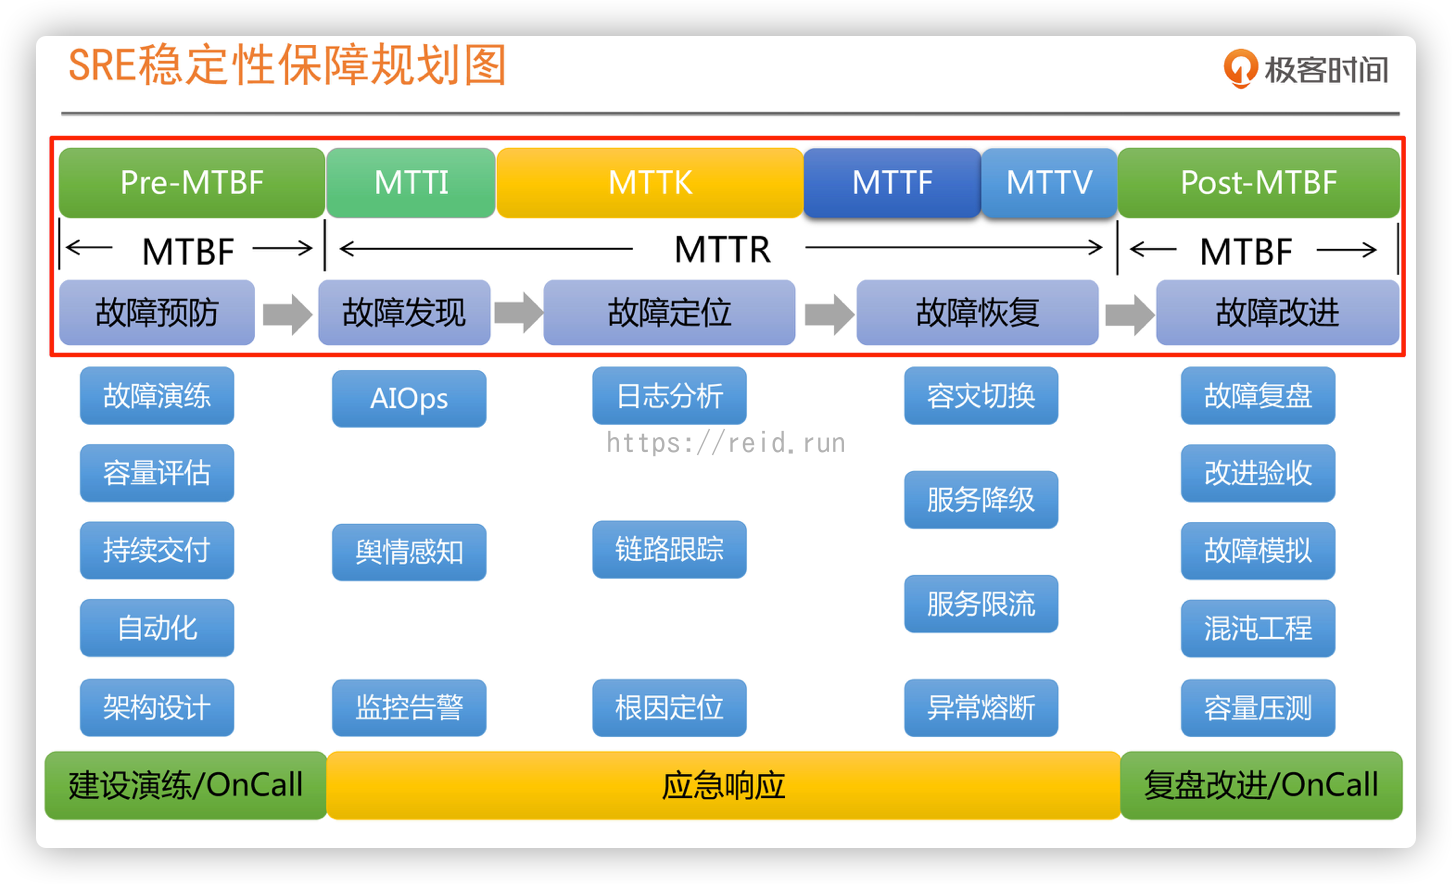 SRE稳定性保障规划图
极客时间
Pre-MTBF
MTTI
MTTK
MTTF
MTTV
Post-MTBF
MTBF
MTTR
MTBF
故障预防
故障发现
故障定位
故障恢复
故障改进
故障演练
容量评估
持续交付
自动化
架构设计
AIOps
舆情感知
监控告警
日志分析
链路跟踪
根因定位
容灾切换
服务降级
服务限流
异常熔断
故障复盘
改进验收
故障模拟
混沌工程
容量压测
https://reid.run
建设演练/OnCall
应急响应
复盘改进/OnCall